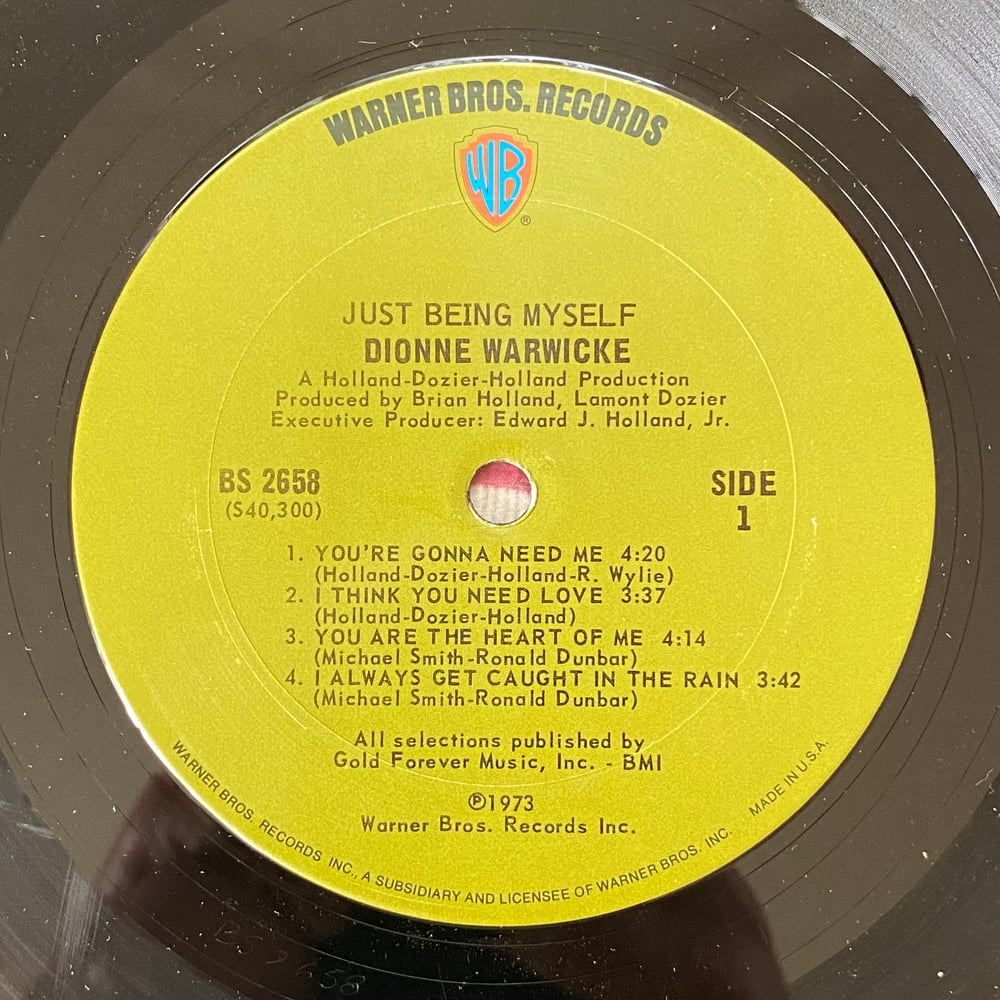 WARNER BROS. RECORDS
WB
®
JUST BEING MYSELF
DIONNE WARWICKE
A Holland-Dozier-Holland Production
Produced by Brian Holland, Lamont Dozier
Executive Producer: Edward J. Holland, Jr.
BS 2658
(S40,300)
SIDE
1
1. YOU'RE GONNA NEED ME 4:20
(Holland-Dozier-Holland-R. Wylie)
2. I THINK YOU NEED LOVE 3:37
(Holland-Dozier-Holland)
3. YOU ARE THE HEART OF ME 4:14
(Michael Smith-Ronald Dunbar)
4. I ALWAYS GET CAUGHT IN THE RAIN 3:42
(Michael Smith-Ronald Dunbar)
All selections published by
Gold Forever Music, Inc. - BMI
℗1973
Warner Bros. Records Inc.
WARNER BROS. RECORDS INC., A SUBSIDIARY AND LICENSEE OF WARNER BROS. INC. MADE IN U.S.A.
BS 2658